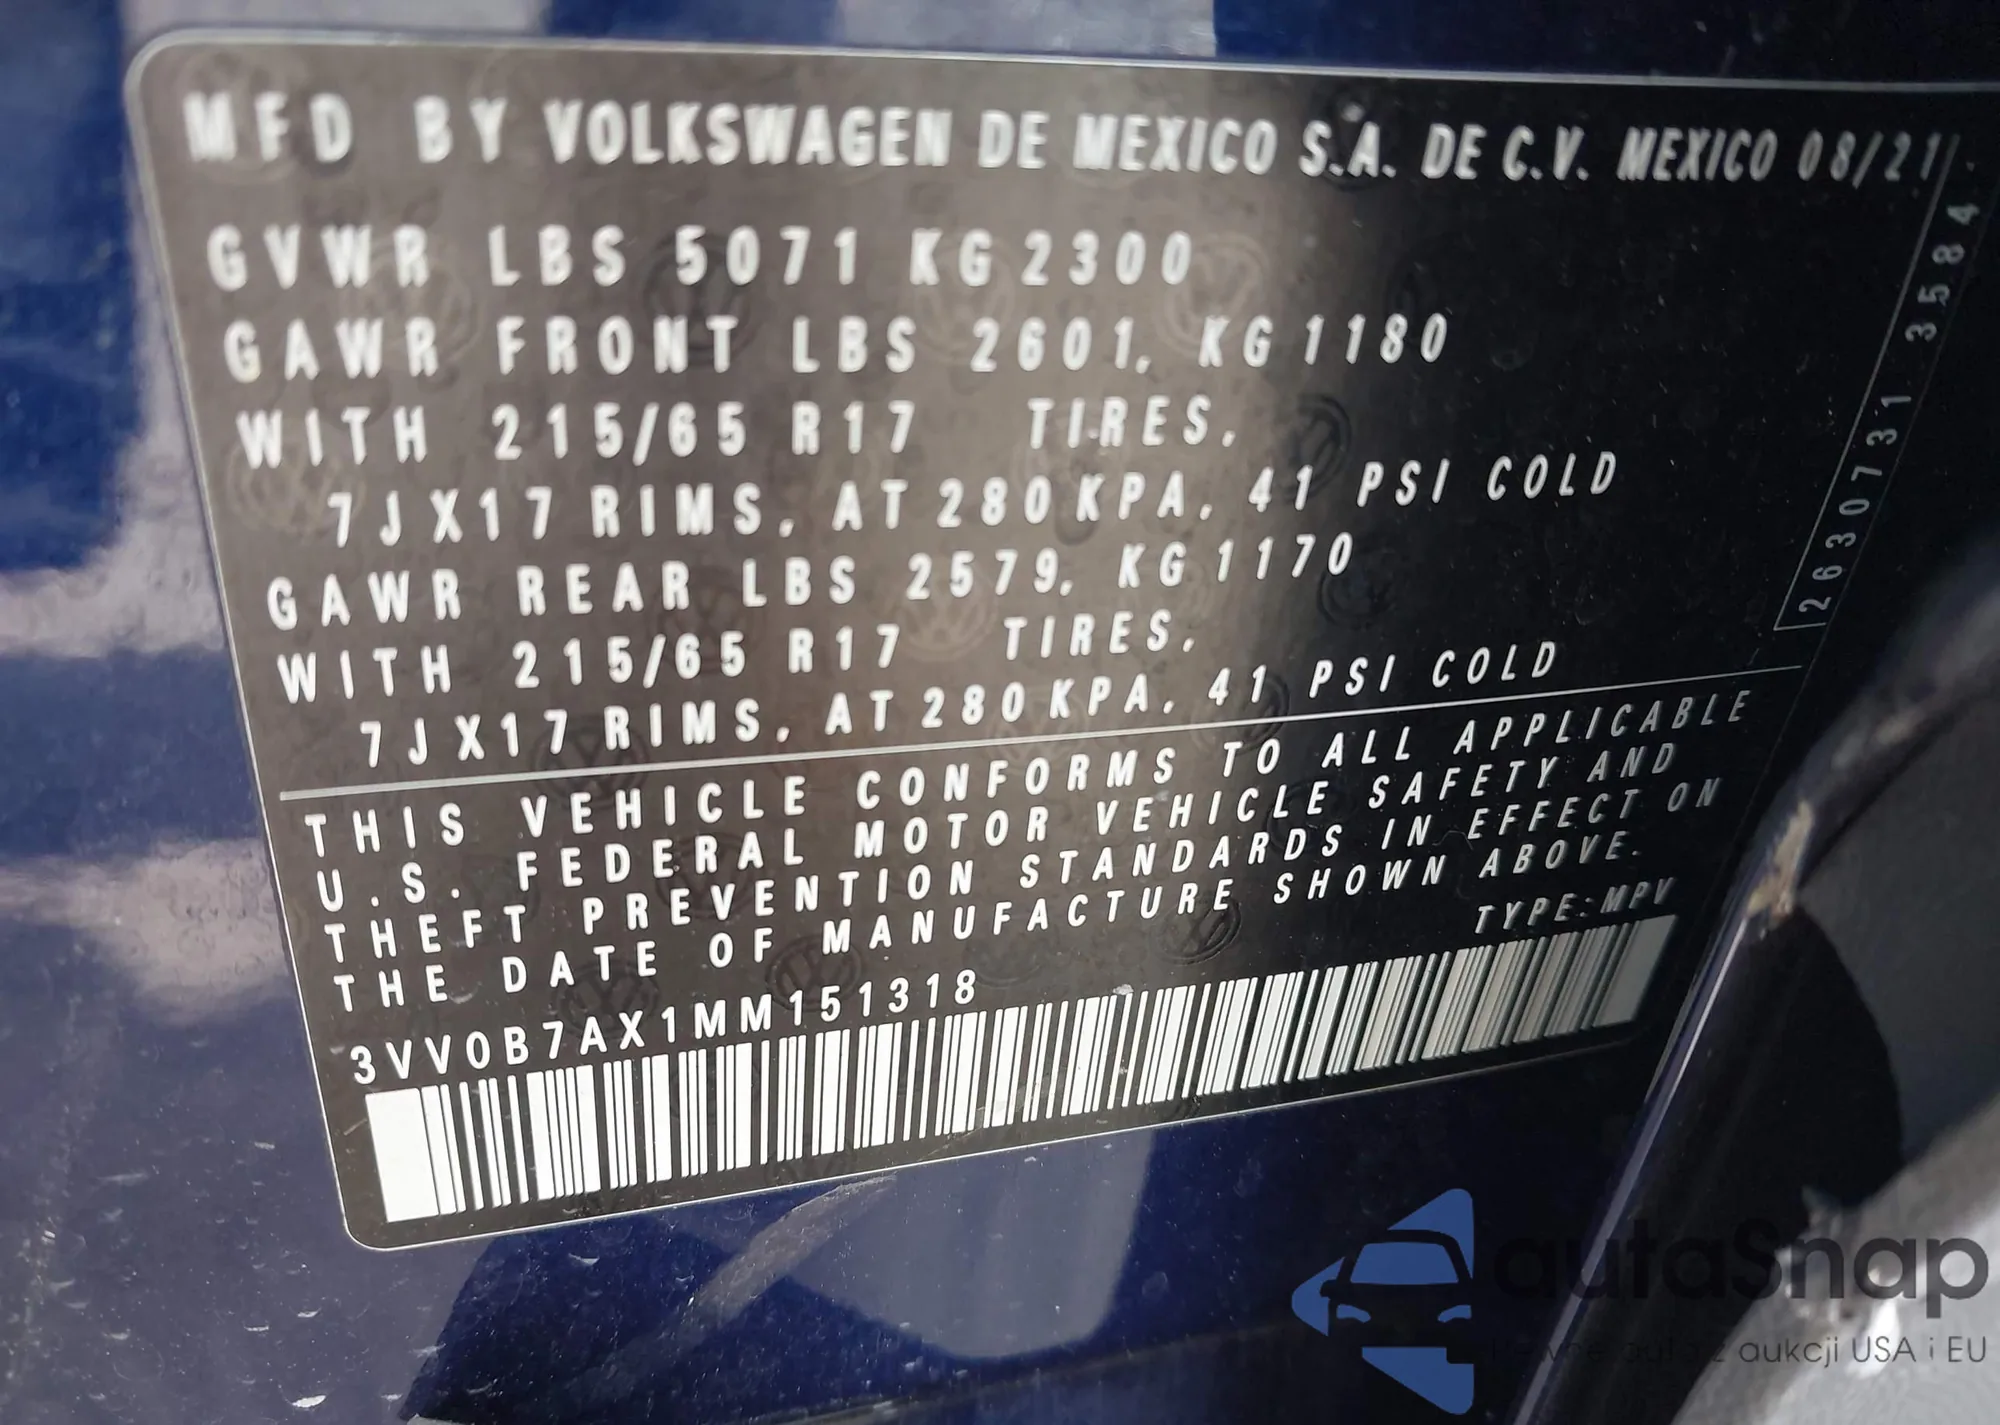 MFD BY VOLKSWAGEN DE MEXICO S.A. DE C.V. MEXICO 08/21
GVWR LBS 5071 KG 2300
GAWR FRONT LBS 2601, KG 1180
WITH 215/65 R17 TIRES,
7JX17 RIMS, AT 280 KPA, 41 PSI COLD
GAWR REAR LBS 2579, KG 1170
WITH 215/65 R17 TIRES,
7JX17 RIMS, AT 280 KPA, 41 PSI COLD
2630731 3584
THIS VEHICLE CONFORMS TO ALL APPLICABLE
U.S. FEDERAL MOTOR VEHICLE SAFETY AND
THEFT PREVENTION STANDARDS IN EFFECT ON
THE DATE OF MANUFACTURE SHOWN ABOVE.
TYPE:MPV
3VV0B7AX1MM151318
autaSnap
aukcji USA i EU